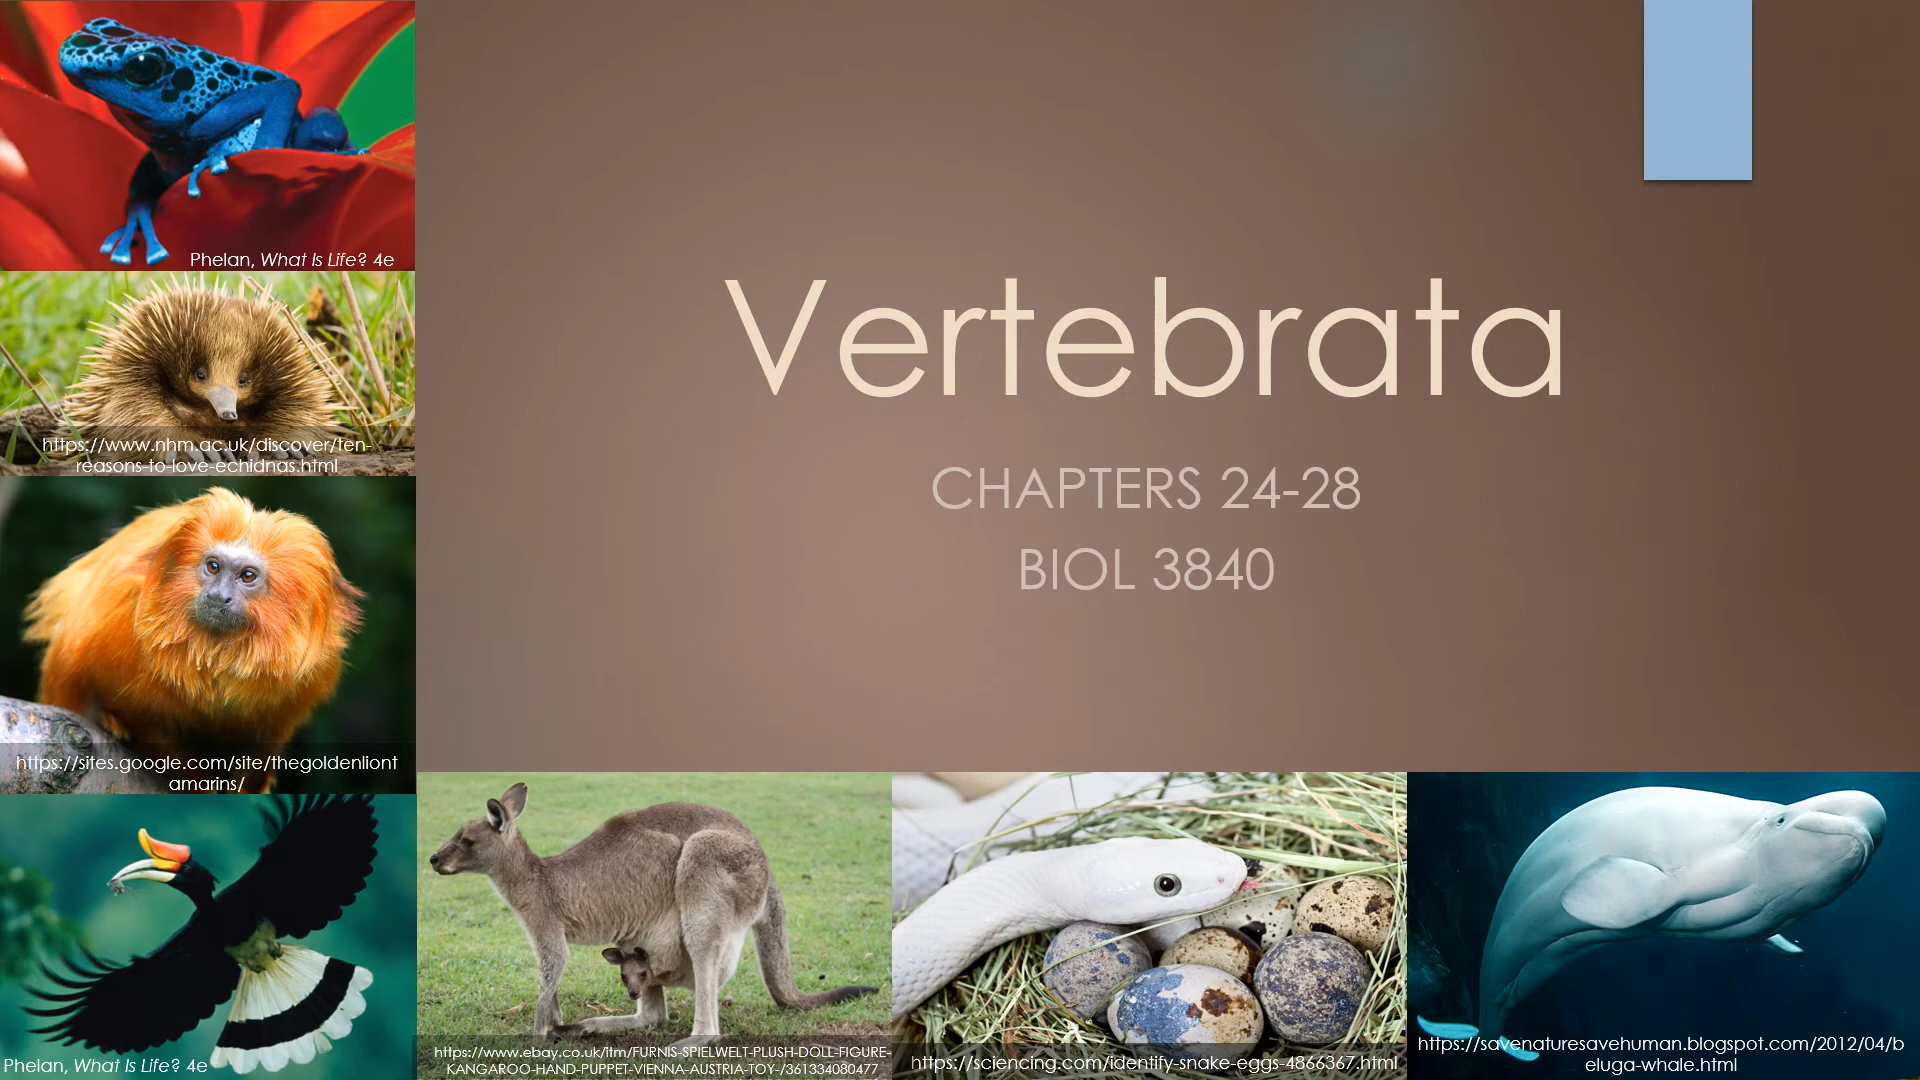 Vertebrata
CHAPTERS 24-28
BIOL 3840
Phelan, What Is Life? 4e
https://www.nhm.ac.uk/discover/ten-
reasons-to-love-echidnas.html
https://sites.google.com/site/thegoldenliont
amarins/
Phelan, What Is Life? 4e
https://www.ebay.co.uk/itm/FURNIS-SPIELWELT-PLUSH-DOLL-FIGURE-
KANGAROO-HAND-PUPPET-VIENNA-AUSTRIA-TOY-/361334080477
https://sciencing.com/identify-snake-eggs-4866367.html
https://savenaturesavehuman.blogspot.com/2012/04/b
eluga-whale.html